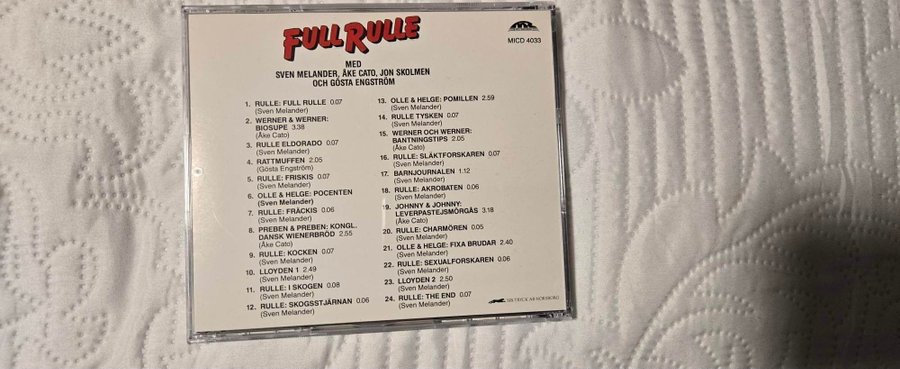 FULL RULLE
MICD 4033
MED
SVEN MELANDER, ÅKE CATO, JON SKOLMEN
OCH GÖSTA ENGSTRÖM
1. RULLE: FULL RULLE 0.07
(Sven Melander)
2. WERNER & WERNER:
BIOSUPE 3.38
(Åke Cato)
3. RULLE ELDORADO 0.07
(Sven Melander)
4. RATTMUFFEN 2.05
(Gösta Engström)
5. RULLE: FRISKIS 0.07
(Sven Melander)
6. OLLE & HELGE: POCENTEN
(Sven Melander)
7. RULLE: FRÄCKIS 0.06
(Sven Melander)
8. PREBEN & PREBEN: KONGL.
DANSK WIENERBRÖD 2.55
(Åke Cato)
9. RULLE: KOCKEN 0.07
(Sven Melander)
10. LLOYDEN 1 2.49
(Sven Melander)
11. RULLE: I SKOGEN 0.08
(Sven Melander)
12. RULLE: SKOGSSTJÄRNAN 0.06
(Sven Melander)
13. OLLE & HELGE: POMILLEN 2.59
(Sven Melander)
14. RULLE TYSKEN 0.07
(Sven Melander)
15. WERNER OCH WERNER:
BANTNINGSTIPS 2.05
(Åke Cato)
16. RULLE: SLÄKTFORSKAREN 0.07
(Sven Melander)
17. BARNJOURNALEN 1.12
(Sven Melander)
18. RULLE: AKROBATEN 0.06
(Sven Melander)
19. JOHNNY & JOHNNY:
LEVERPASTEJSMÖRGÅS 3.18
(Åke Cato)
20. RULLE: CHARMÖREN 0.05
(Sven Melander)
21. OLLE & HELGE: FIXA BRUDAR 2.40
(Sven Melander)
22. RULLE: SEXUALFORSKAREN 0.06
(Sven Melander)
23. LLOYDEN 2 2.50
(Sven Melander)
24. RULLE: THE END 0.07
(Sven Melander)